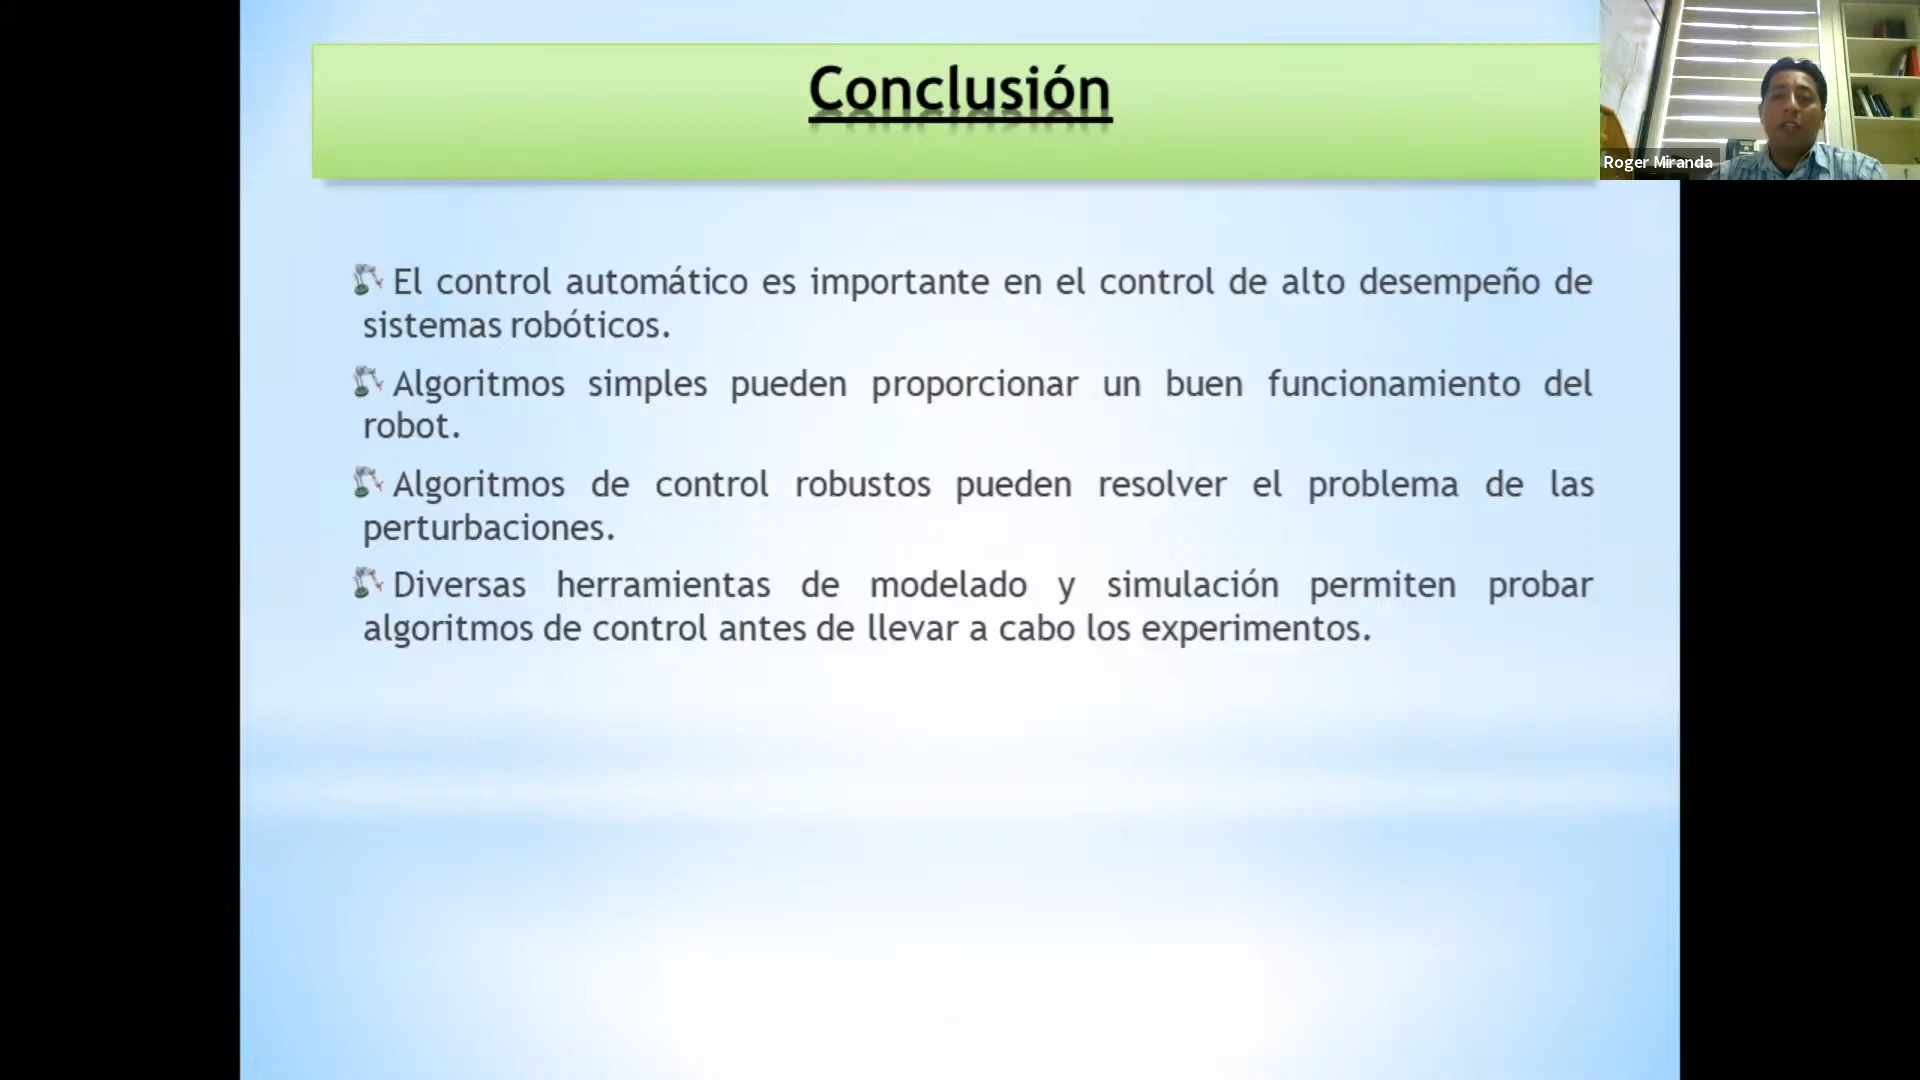 Conclusión
Roger Miranda
El control automático es importante en el control de alto desempeño de
sistemas robóticos.
Algoritmos simples pueden proporcionar un buen funcionamiento del
robot.
Algoritmos de control robustos pueden resolver el problema de las
perturbaciones.
Diversas herramientas de modelado y simulación permiten probar
algoritmos de control antes de llevar a cabo los experimentos.